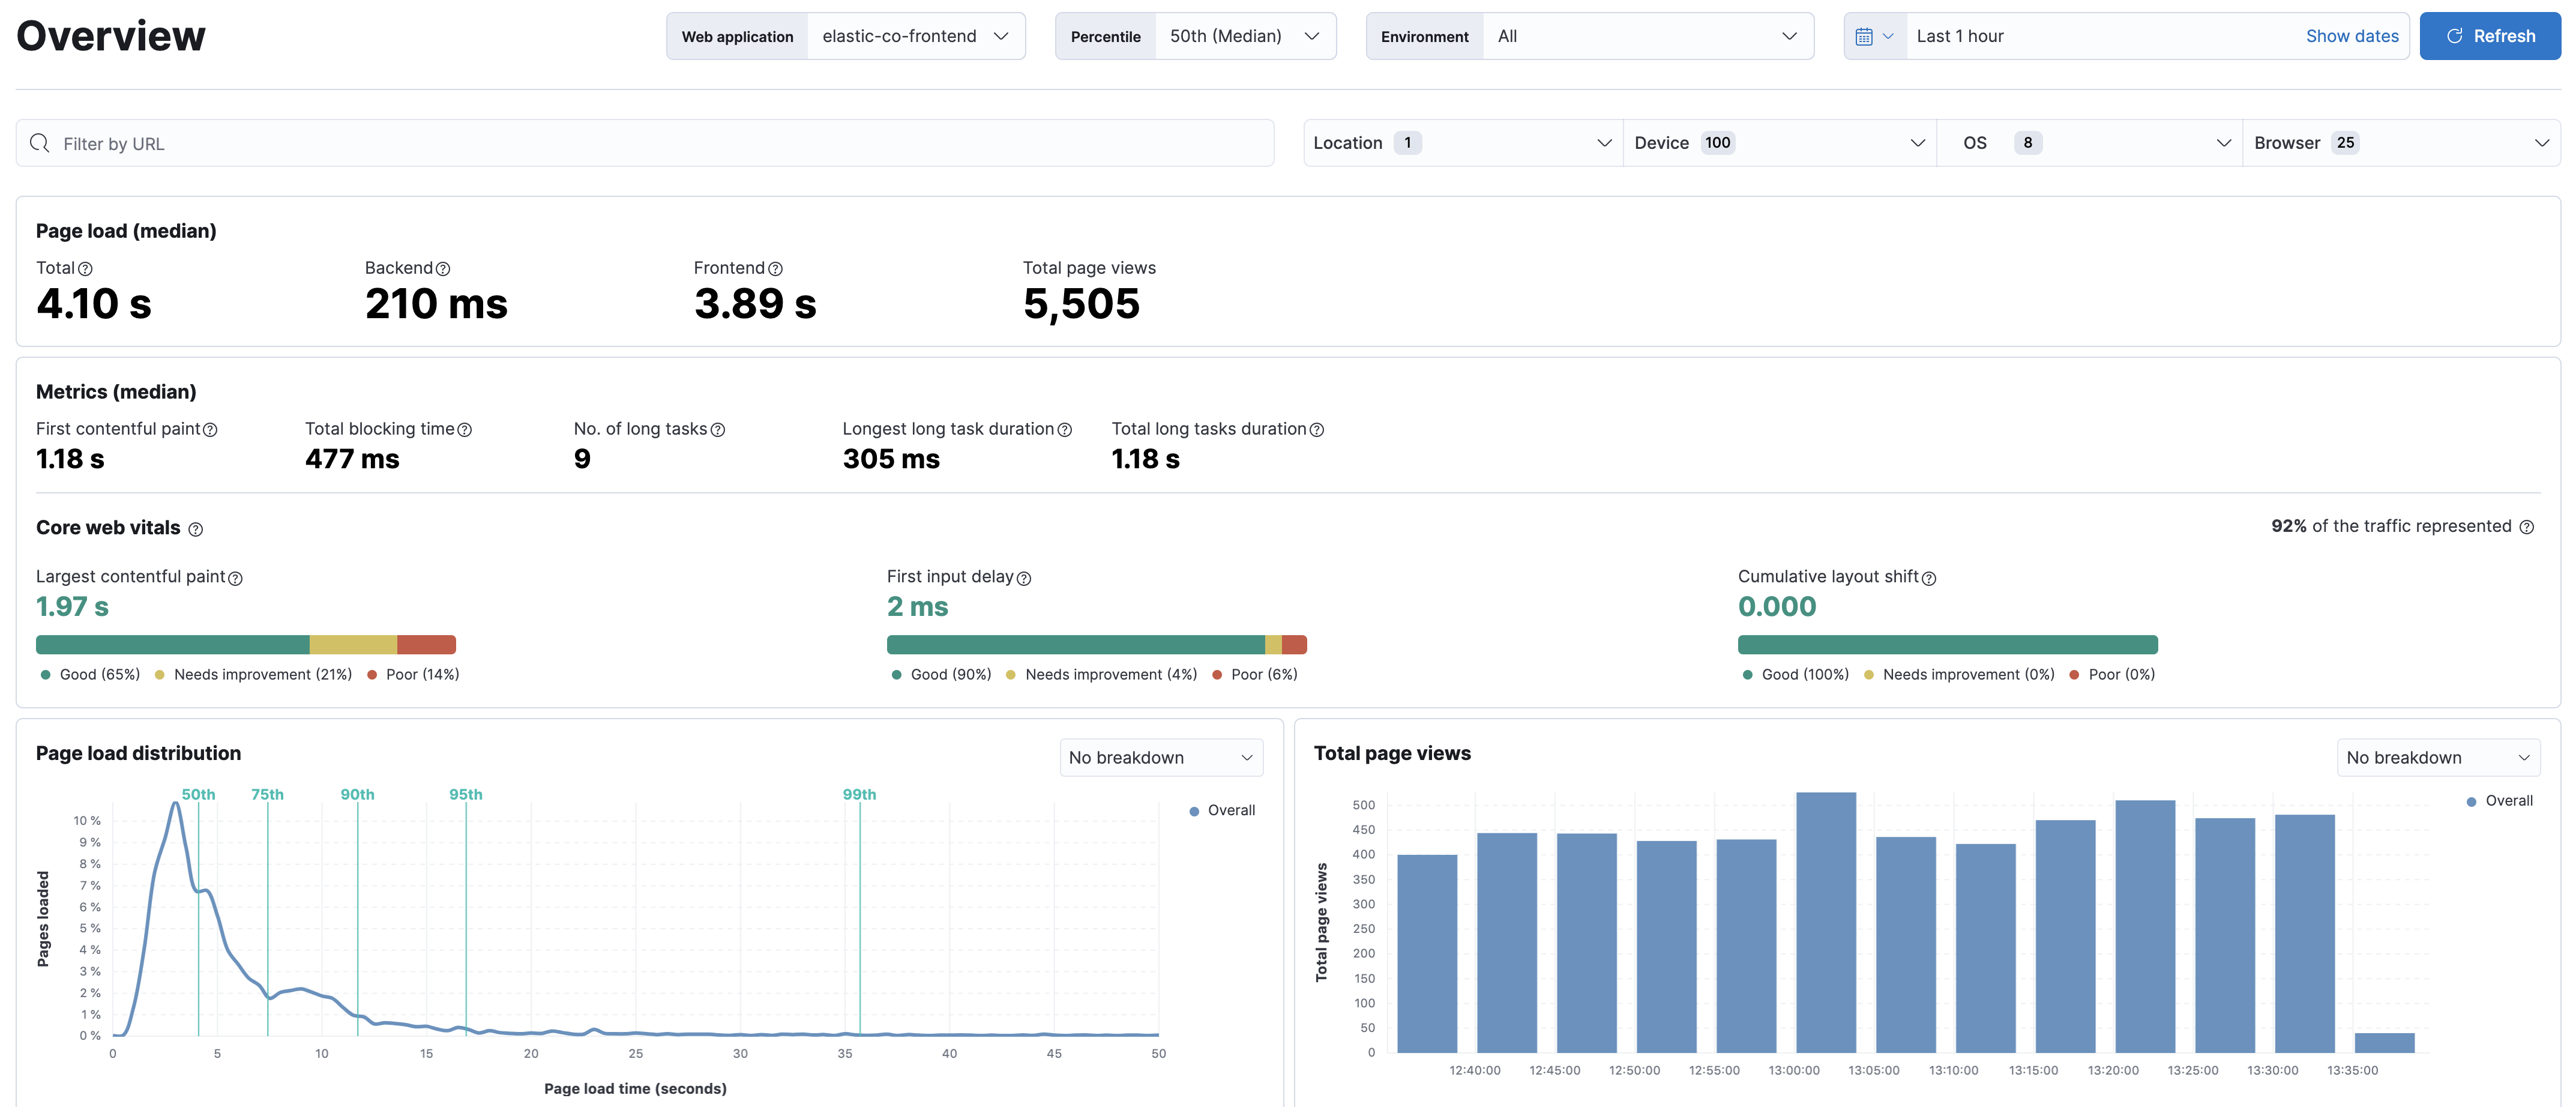 Overview
Web application elastic-co-frontend
Percentile 50th (Median)
Environment All
Last 1 hour Show dates
Refresh
Filter by URL
Location 1
Device 100
OS 8
Browser 25
Page load (median)
Total Backend Frontend Total page views
4.10 s 210 ms 3.89 s 5,505
Metrics (median)
First contentful paint Total blocking time No. of long tasks Longest long task duration Total long tasks duration
1.18 s 477 ms 9 305 ms 1.18 s
Core web vitals
92% of the traffic represented
Largest contentful paint
1.97 s
Good (65%) Needs improvement (21%) Poor (14%)
First input delay
2 ms
Good (90%) Needs improvement (4%) Poor (6%)
Cumulative layout shift
0.000
Good (100%) Needs improvement (0%) Poor (0%)
Page load distribution
No breakdown
50th 75th 90th 95th 99th
Overall
Pages loaded
10 %
9 %
8 %
7 %
6 %
5 %
4 %
3 %
2 %
1 %
0 %
0 5 10 15 20 25 30 35 40 45 50
Page load time (seconds)
Total page views
No breakdown
Overall
Total page views
500
450
400
350
300
250
200
150
100
50
0
12:40:00 12:45:00 12:50:00 12:55:00 13:00:00 13:05:00 13:10:00 13:15:00 13:20:00 13:25:00 13:30:00 13:35:00